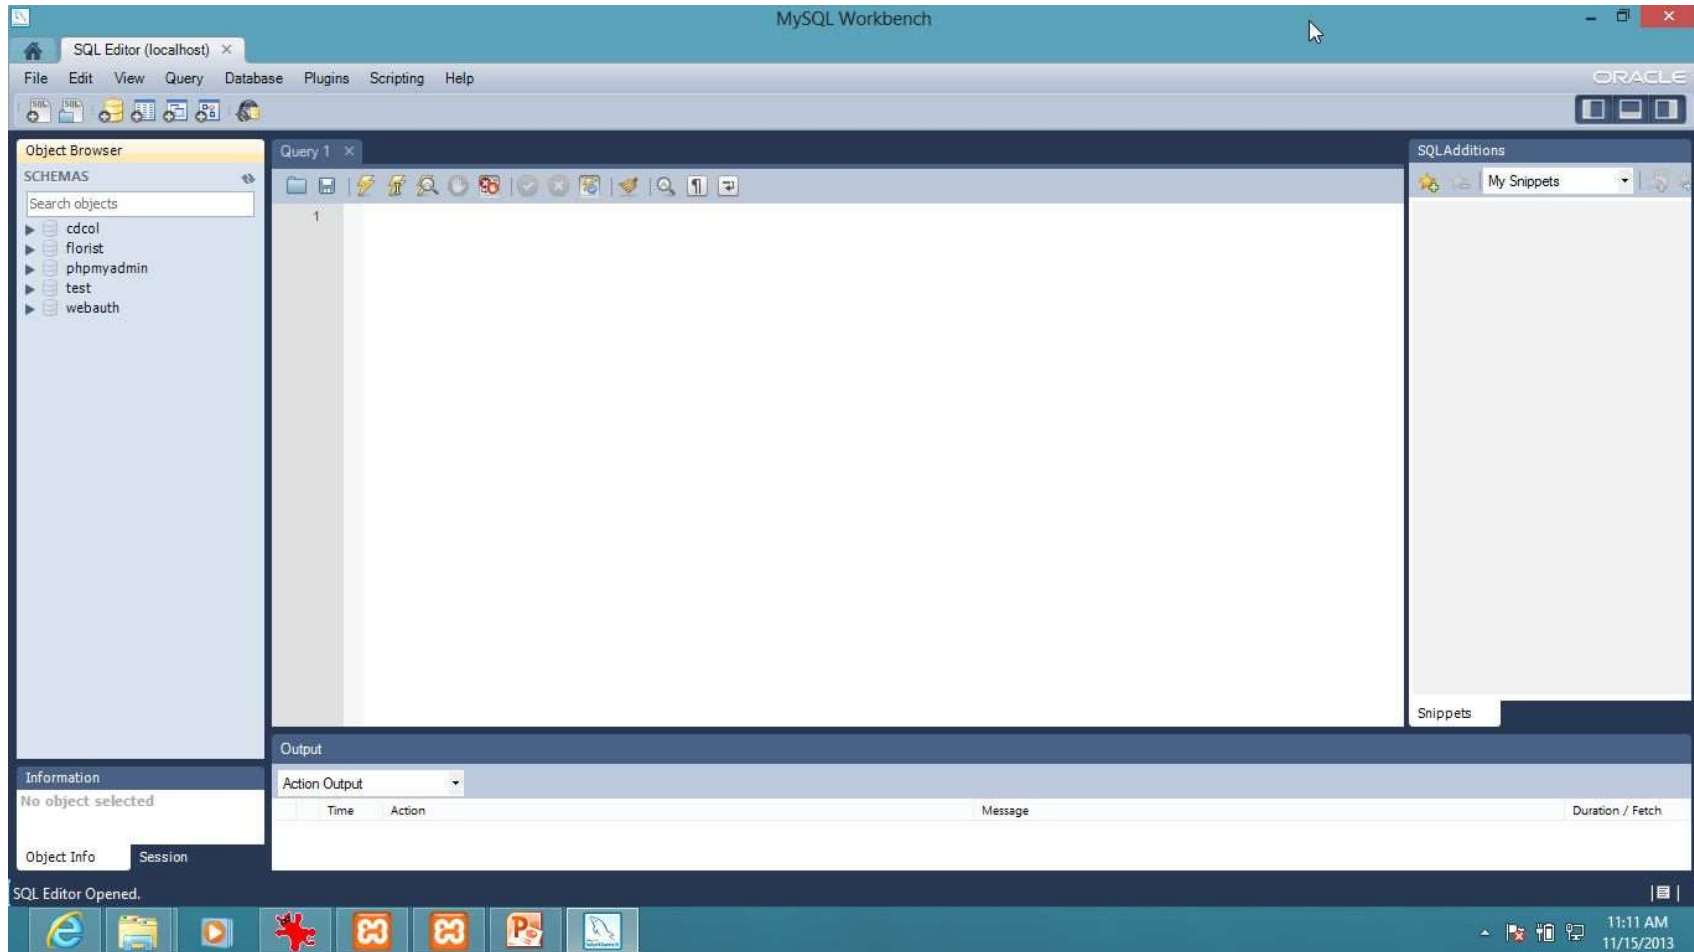 MySQL Workbench
SQL Editor (localhost)
File Edit View Query Database Plugins Scripting Help
ORACLE
SQL SQL
Object Browser
SCHEMAS
Search objects
cdcol
florist
phpmyadmin
test
webauth
Query 1
1
SQLAdditions
My Snippets
Snippets
Output
Action Output
Time Action Message Duration / Fetch
Information
No object selected
Object Info Session
SQL Editor Opened.
11:11 AM
11/15/2013